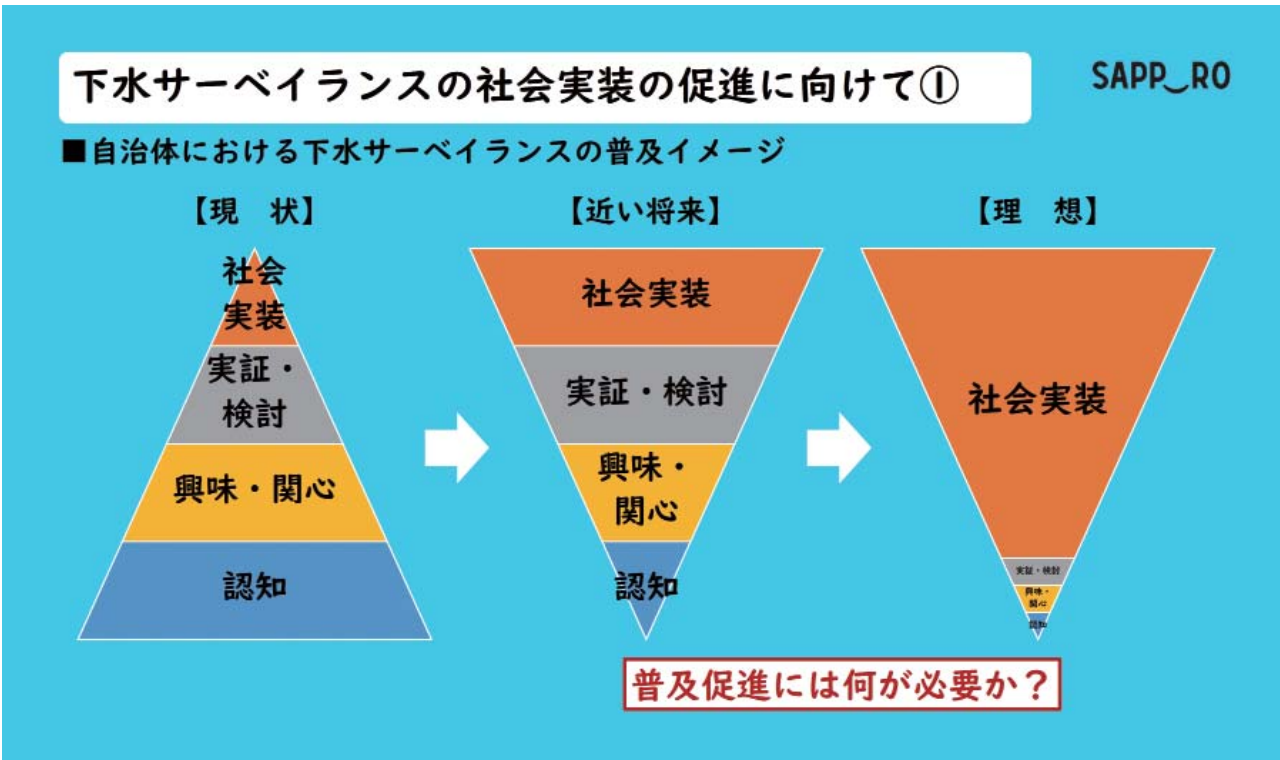 下水サーベイランスの社会実装の促進に向けて①
SAPP_RO
■自治体における下水サーベイランスの普及イメージ
【現　状】
社会
実装
実証・
検討
興味・関心
認知
【近い将来】
社会実装
実証・検討
興味・
関心
認知
【理　想】
社会実装
実証・検討
興味・
関心
認知
普及促進には何が必要か？